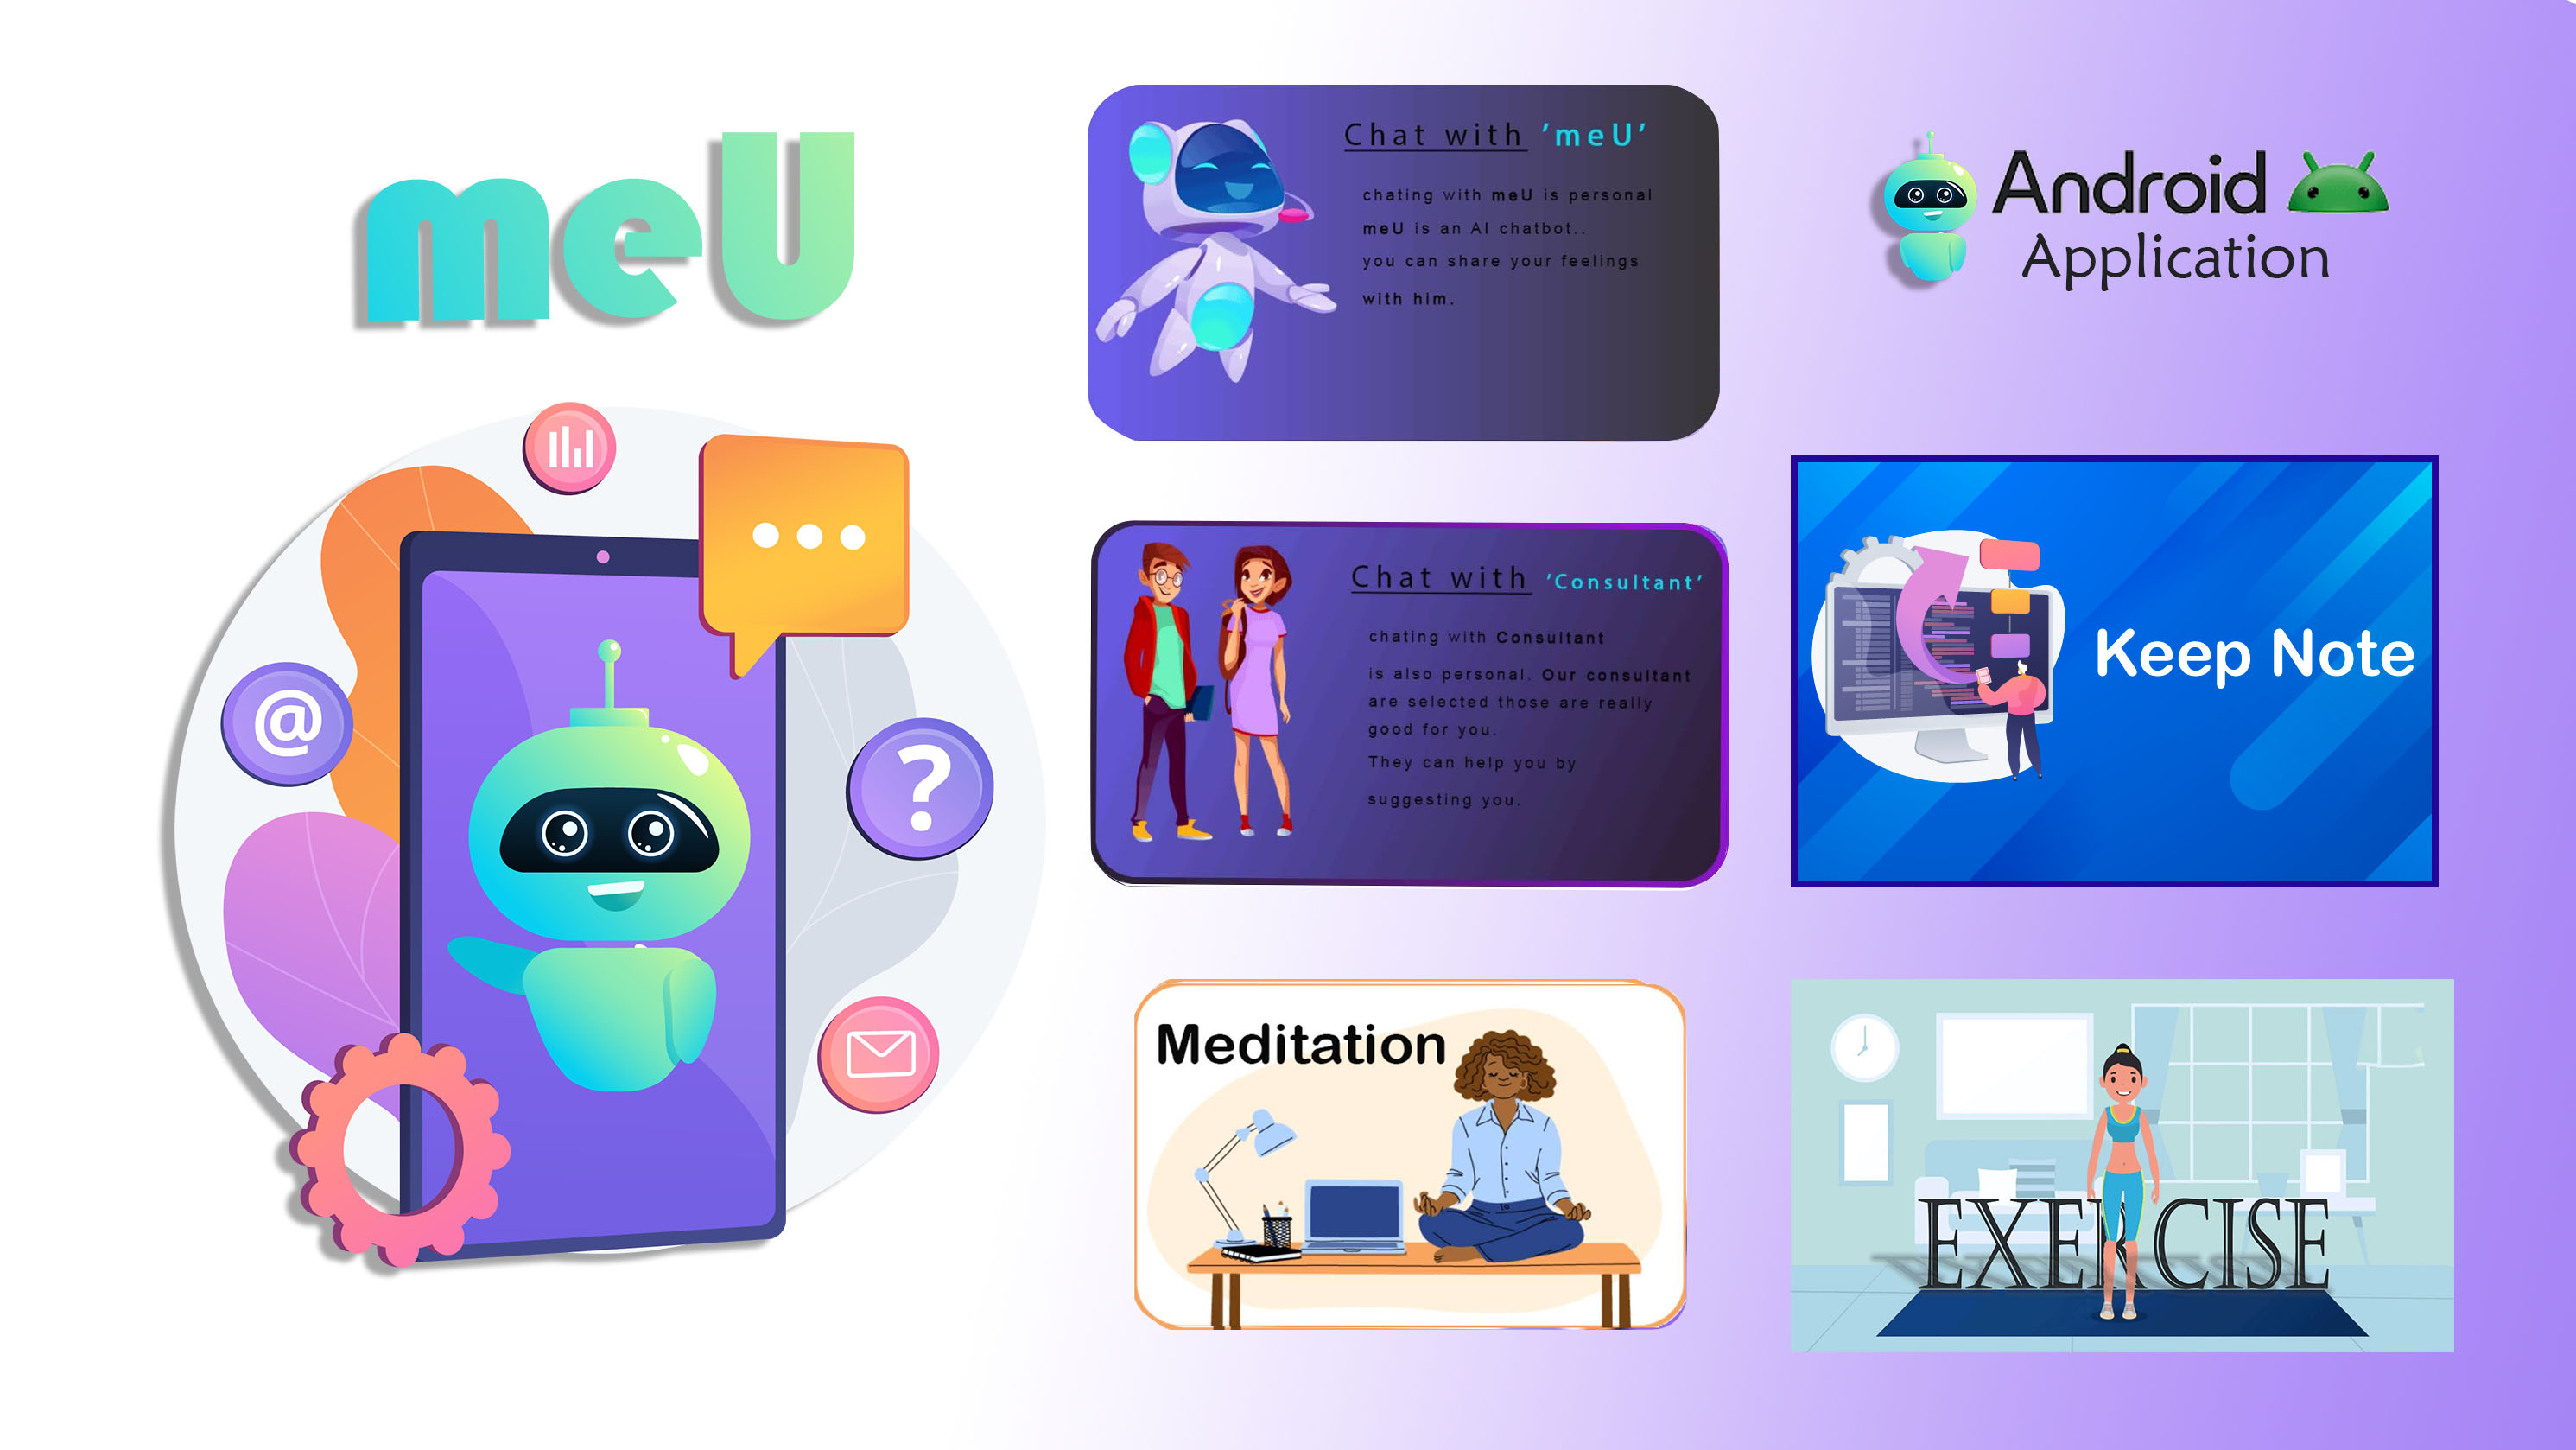 meU
@
?
Chat with 'meU'
chating with meU is personal
meU is an AI chatbot..
you can share your feelings
with him.
Chat with 'Consultant'
chating with Consultant
is also personal. Our consultant
are selected those are really
good for you.
They can help you by
suggesting you.
Meditation
Android
Application
Keep Note
EXERCISE